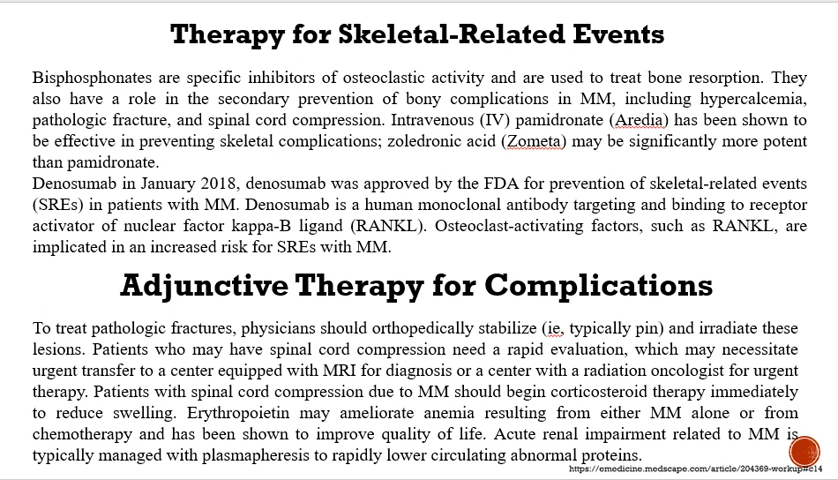 Therapy for Skeletal-Related Events
Bisphosphonates are specific inhibitors of osteoclastic activity and are used to treat bone resorption. They
also have a role in the secondary prevention of bony complications in MM, including hypercalcemia,
pathologic fracture, and spinal cord compression. Intravenous (IV) pamidronate (Aredia) has been shown to
be effective in preventing skeletal complications; zoledronic acid (Zometa) may be significantly more potent
than pamidronate.
Denosumab in January 2018, denosumab was approved by the FDA for prevention of skeletal-related events
(SREs) in patients with MM. Denosumab is a human monoclonal antibody targeting and binding to receptor
activator of nuclear factor kappa-B ligand (RANKL). Osteoclast-activating factors, such as RANKL, are
implicated in an increased risk for SREs with MM.
Adjunctive Therapy for Complications
To treat pathologic fractures, physicians should orthopedically stabilize (ie, typically pin) and irradiate these
lesions. Patients who may have spinal cord compression need a rapid evaluation, which may necessitate
urgent transfer to a center equipped with MRI for diagnosis or a center with a radiation oncologist for urgent
therapy. Patients with spinal cord compression due to MM should begin corticosteroid therapy immediately
to reduce swelling. Erythropoietin may ameliorate anemia resulting from either MM alone or from
chemotherapy and has been shown to improve quality of life. Acute renal impairment related to MM is
typically managed with plasmapheresis to rapidly lower circulating abnormal proteins.
https://emedicine.medscape.com/article/204369-workup#c14